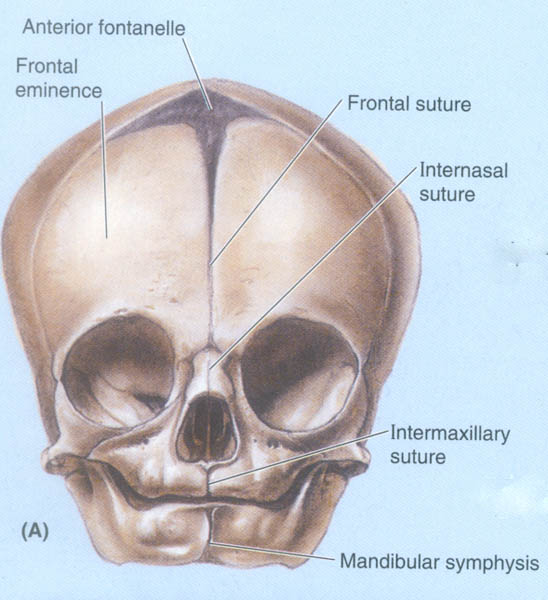 Anterior fontanelle
Frontal
eminence
Frontal suture
Internasal
suture
Intermaxillary
suture
(A)
Mandibular symphysis